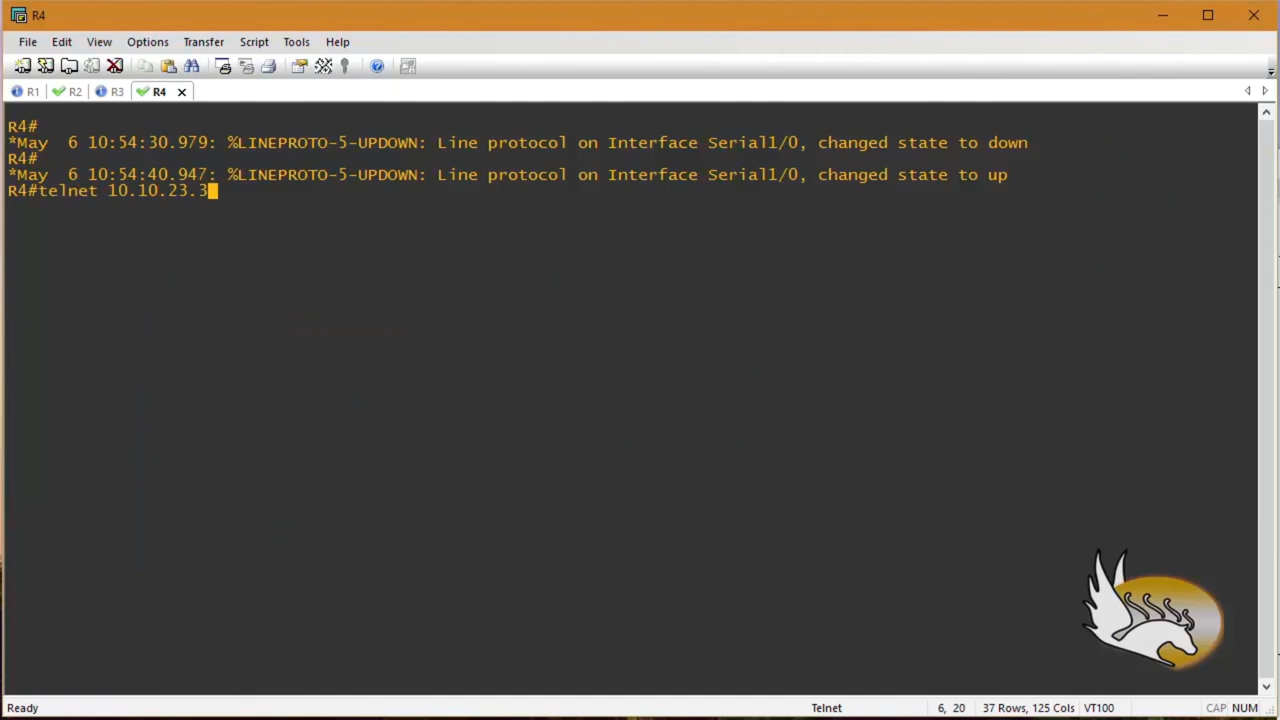 R4
File Edit View Options Transfer Script Tools Help
R1 R2 R3 R4
R4#
*May  6 10:54:30.979: %LINEPROTO-5-UPDOWN: Line protocol on Interface Serial1/0, changed state to down
R4#
*May  6 10:54:40.947: %LINEPROTO-5-UPDOWN: Line protocol on Interface Serial1/0, changed state to up
R4#telnet 10.10.23.3
Ready Telnet 6, 20 37 Rows, 125 Cols VT100 CAP NUM